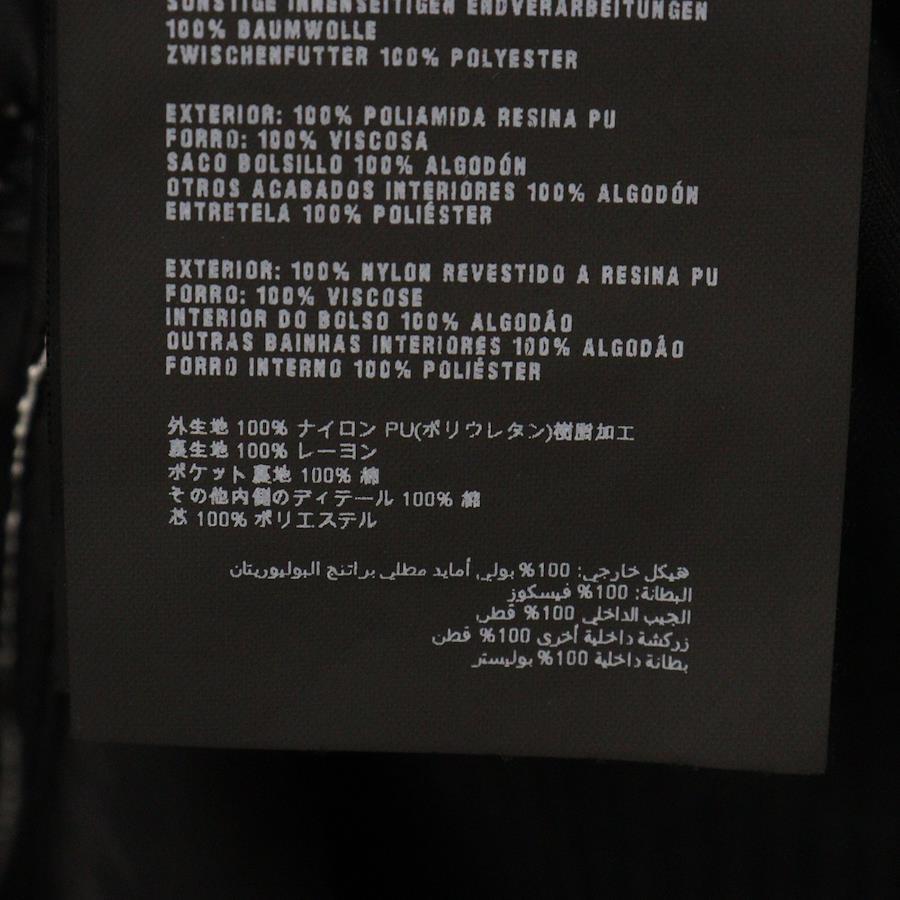 SONSTIGE INNENSEITIGEN ENDVERARBEITUNGEN
100% BAUMWOLLE
ZWISCHENFUTTER 100% POLYESTER
EXTERIOR: 100% POLIAMIDA RESINA PU
FORRO: 100% VISCOSA
SACO BOLSILLO 100% ALGODÓN
OTROS ACABADOS INTERIORES 100% ALGODÓN
ENTRETELA 100% POLIÉSTER
EXTERIOR: 100% NYLON REVESTIDO A RESINA PU
FORRO: 100% VISCOSE
INTERIOR DO BOLSO 100% ALGODÃO
OUTRAS BAINHAS INTERIORES 100% ALGODÃO
FORRO INTERNO 100% POLIÉSTER
外生地 100% ナイロン PU(ポリウレタン)樹脂加工
裏生地 100% レーヨン
ポケット裏地 100% 綿
その他内側のディテール 100% 綿
芯 100% ポリエステル
هيكل خارجي: 100% بولي أمايد مطلي براتنج البوليوريتان
البطانة: 100% فيسكوز
الجيب الداخلي 100% قطن
زركشة داخلية أخرى 100% قطن
بطانة داخلية 100% بوليستر